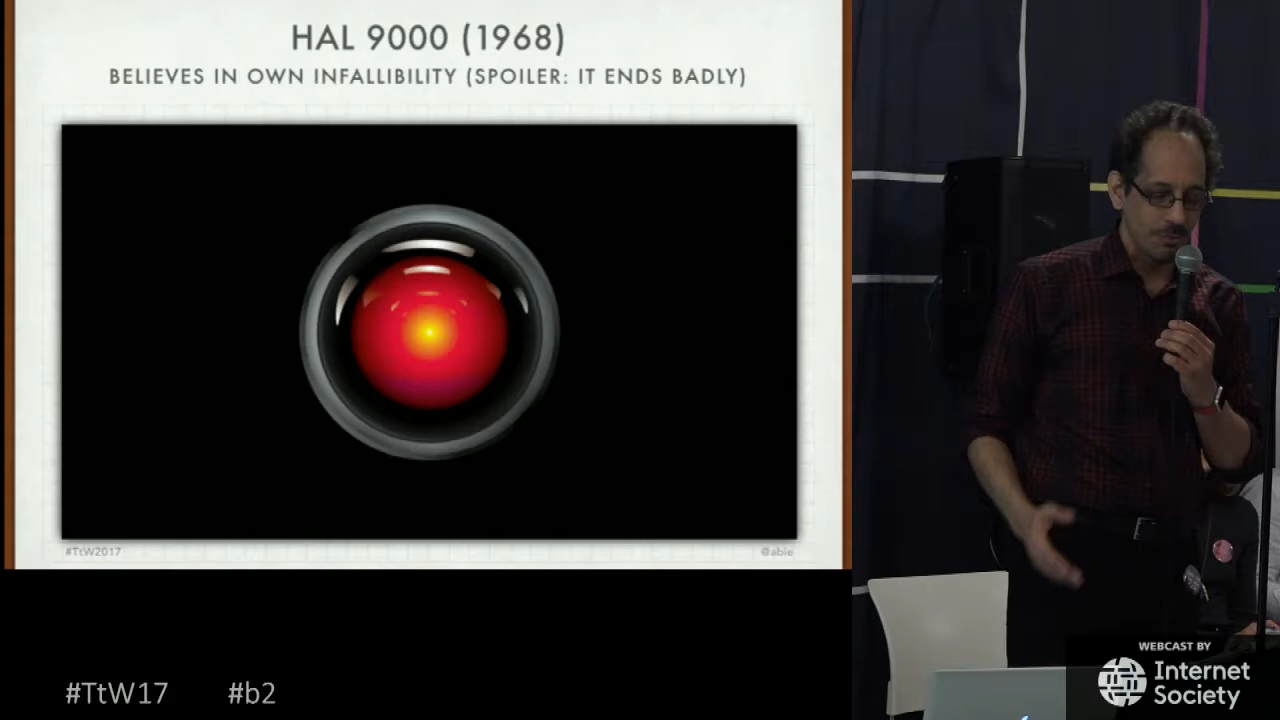 HAL 9000 (1968)
BELIEVES IN OWN INFALLIBILITY (SPOILER: IT ENDS BADLY)
#TtW2017
@able
#TtW17 #b2
WEBCAST BY
Internet
Society